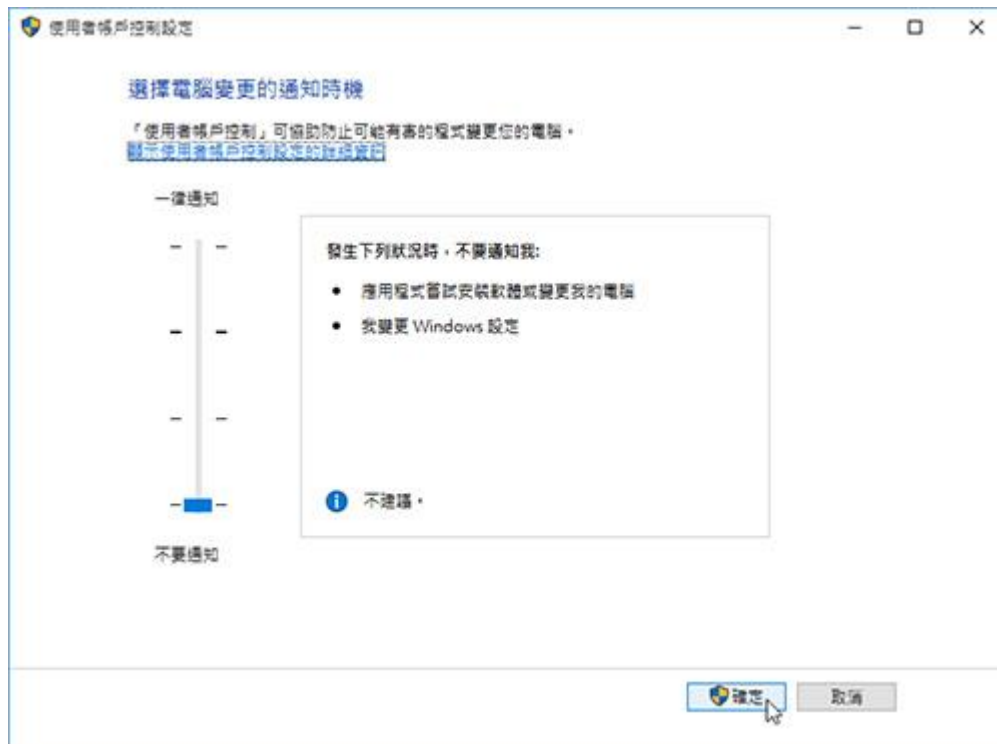 使用者帳戶控制設定
選擇電腦變更的通知時機
「使用者帳戶控制」可協助防止可能有害的程式變更您的電腦。
顯示使用者帳戶控制設定的詳細資訊
一律通知
發生下列狀況時，不要通知我:
• 應用程式嘗試安裝軟體或變更我的電腦
• 我變更 Windows 設定
不建議。
不要通知
確定
取消